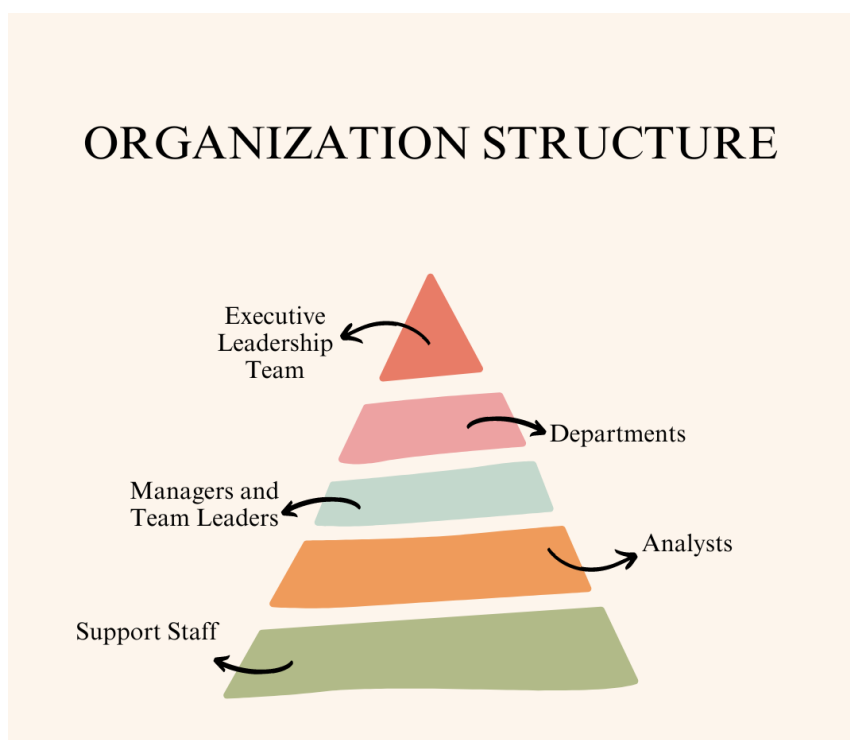 ORGANIZATION STRUCTURE
Executive
Leadership
Team
Departments
Managers and
Team Leaders
Analysts
Support Staff